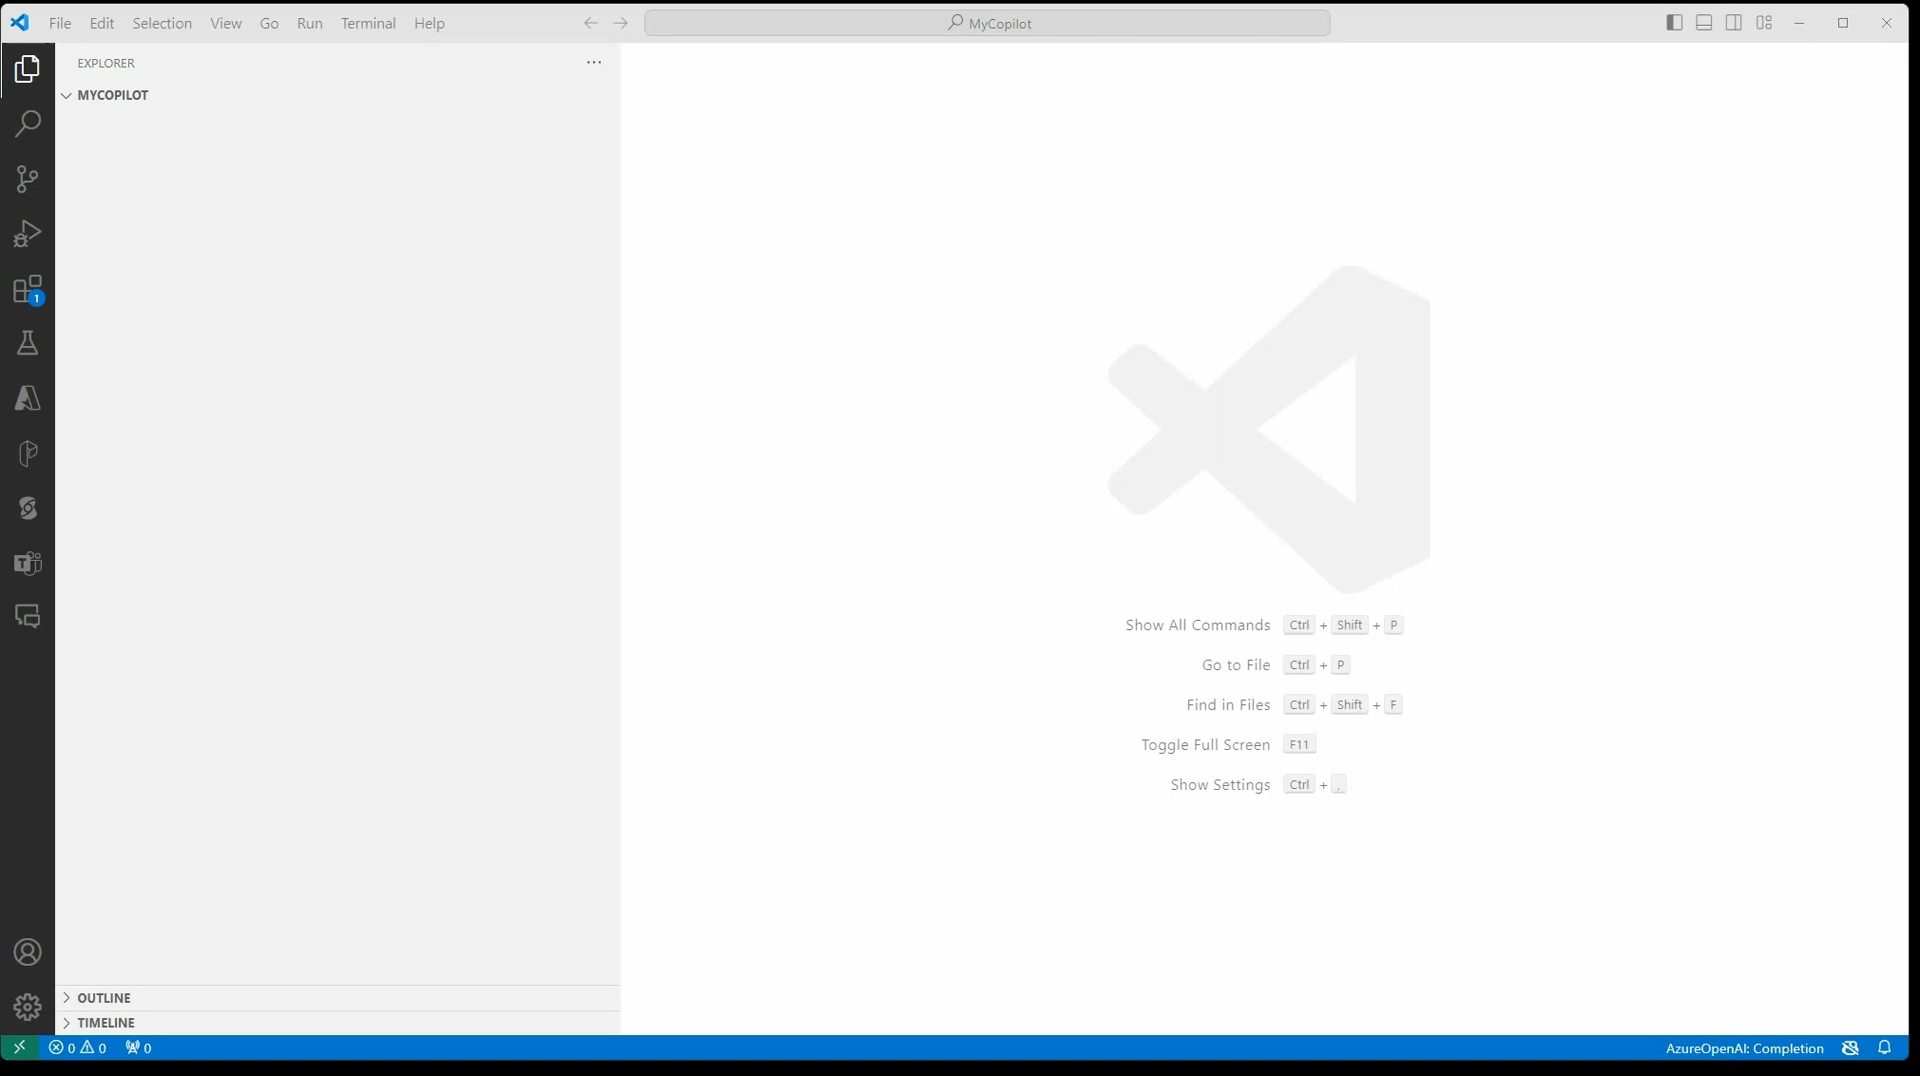 File Edit Selection View Go Run Terminal Help
MyCopilot
EXPLORER
MYCOPILOT
1
Show All Commands Ctrl + Shift + P
Go to File Ctrl + P
Find in Files Ctrl + Shift + F
Toggle Full Screen F11
Show Settings Ctrl + ,
OUTLINE
TIMELINE
0 0 0
AzureOpenAI: Completion